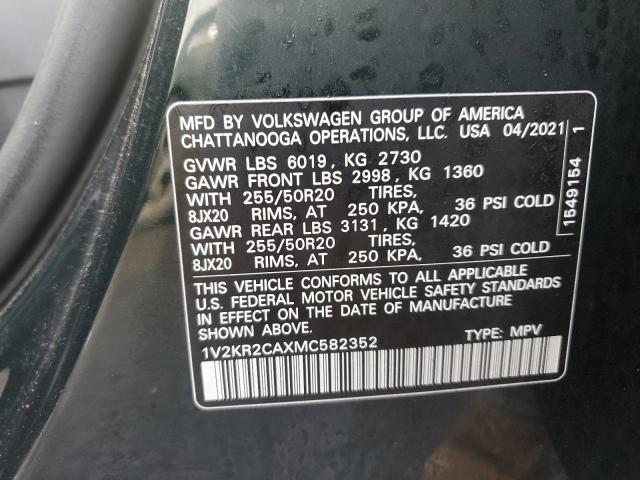 MFD BY VOLKSWAGEN GROUP OF AMERICA
CHATTANOOGA OPERATIONS, LLC. USA 04/2021
GVWR LBS 6019, KG 2730
GAWR FRONT LBS 2998, KG 1360
WITH 255/50R20 TIRES,
8JX20 RIMS, AT 250 KPA, 36 PSI COLD
GAWR REAR LBS 3131, KG 1420
WITH 255/50R20 TIRES,
8JX20 RIMS, AT 250 KPA, 36 PSI COLD
THIS VEHICLE CONFORMS TO ALL APPLICABLE
U.S. FEDERAL MOTOR VEHICLE SAFETY STANDARDS
IN EFFECT ON THE DATE OF MANUFACTURE
SHOWN ABOVE.
1V2KR2CAXMC582352 TYPE: MPV
1549154 1